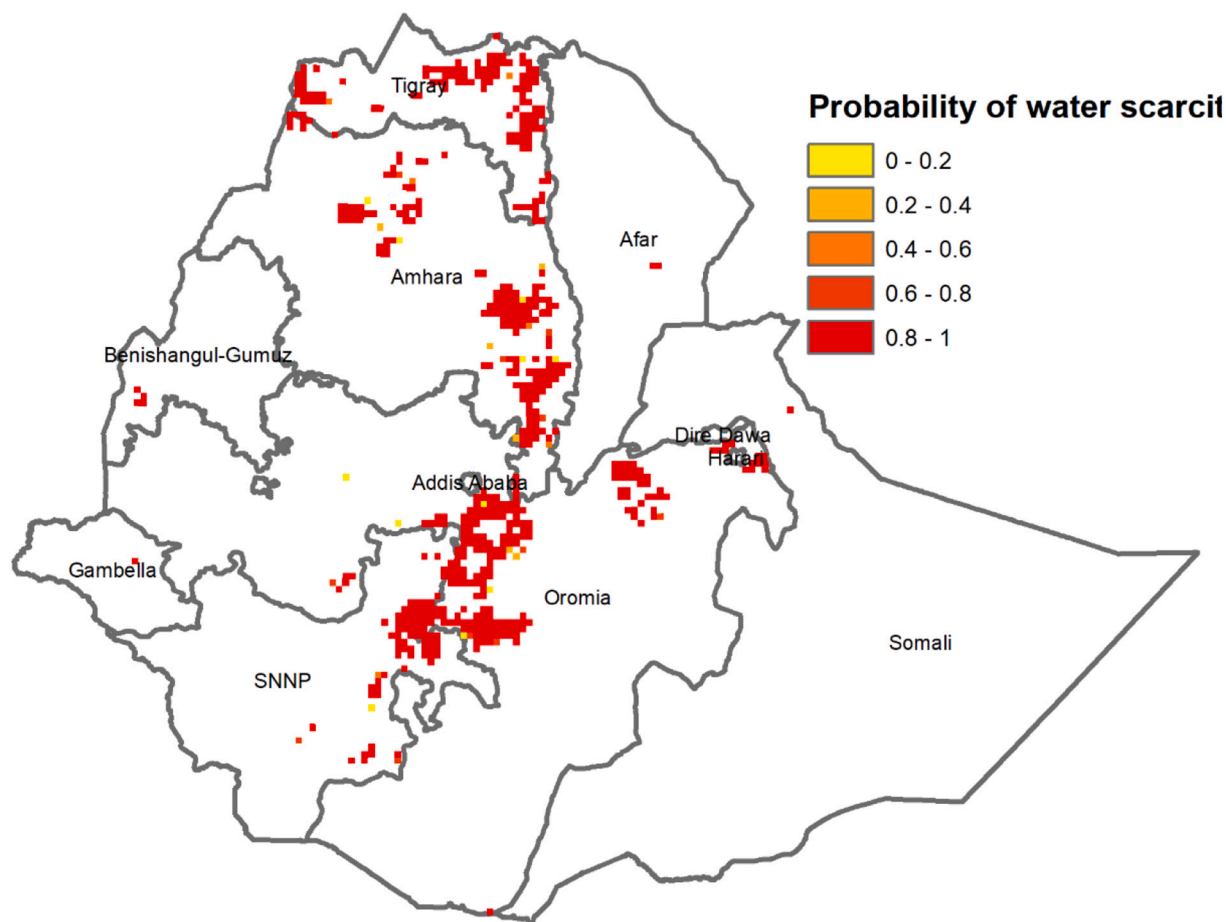 Tigray
Probability of water scarcit
0 - 0.2
0.2 - 0.4
0.4 - 0.6
0.6 - 0.8
0.8 - 1
Afar
Amhara
Benishangul-Gumuz
Dire Dawa
Harari
Addis Ababa
Gambella
Oromia
Somali
SNNP